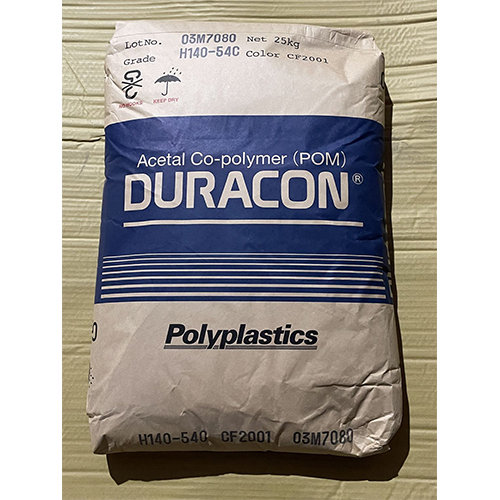 Lot No. 03M7080 Net 25kg
Grade H140-54C Color CF2001
NO HOOKS KEEP DRY
Acetal Co-polymer (POM)
DURACON®
Polyplastics
H140-54C CF2001 03M7080